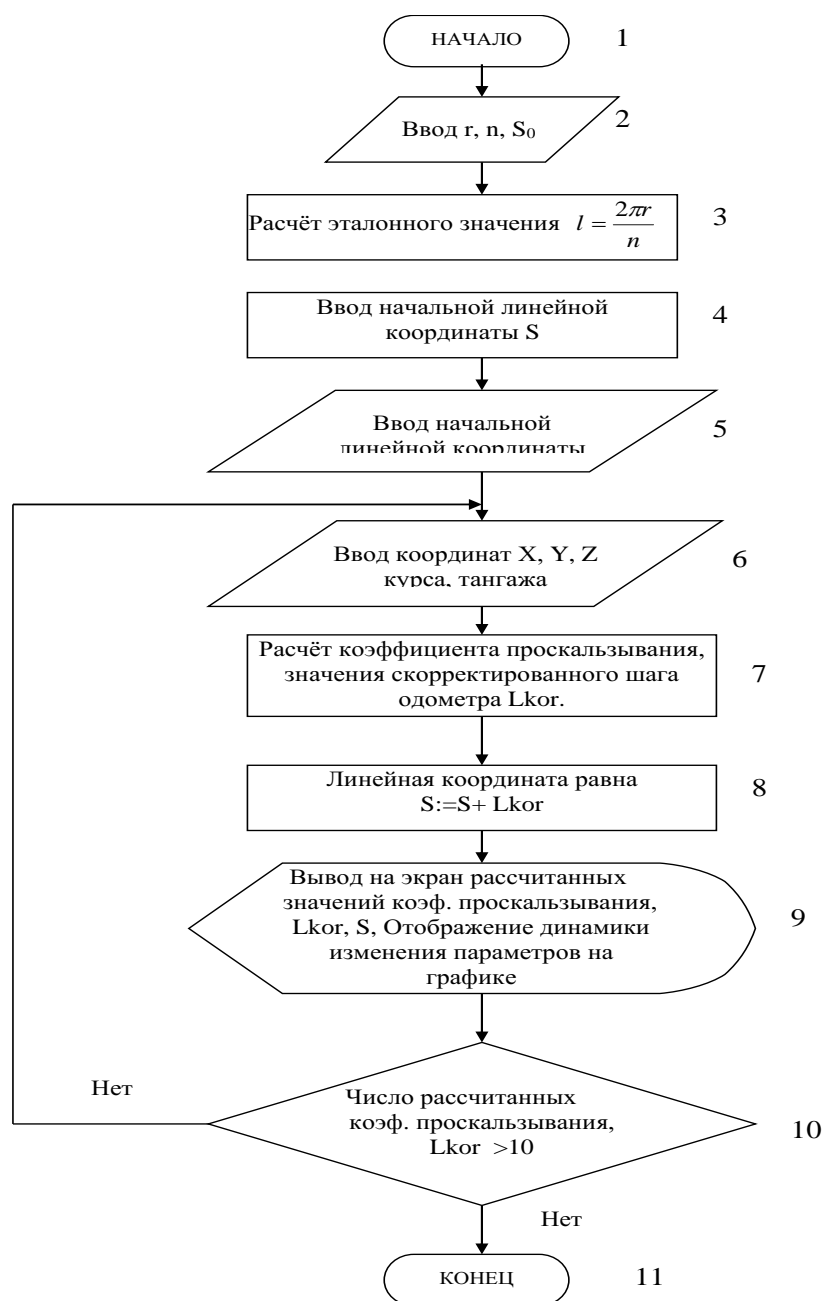 НАЧАЛО 1
Ввод r, n, S₀ 2
Расчёт эталонного значения l = 2πr/n 3
Ввод начальной линейной
координаты S 4
Ввод начальной
линейной координаты 5
Ввод координат X, Y, Z
курса, тангажа 6
Расчёт коэффициента проскальзывания,
значения скорректированного шага
одометра Lkor. 7
Линейная координата равна
S:=S+ Lkor 8
Вывод на экран рассчитанных
значений коэф. проскальзывания,
Lkor, S, Отображение динамики
изменения параметров на
графике 9
Нет
Число рассчитанных
коэф. проскальзывания,
Lkor >10 10
Нет
КОНЕЦ 11